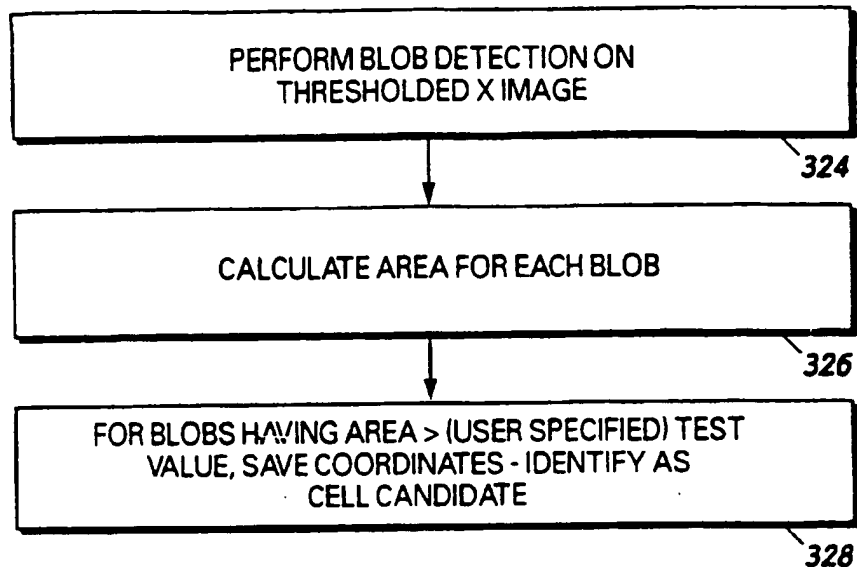 PERFORM BLOB DETECTION ON
THRESHOLDED X IMAGE
324
CALCULATE AREA FOR EACH BLOB
326
FOR BLOBS HAVING AREA > (USER SPECIFIED) TEST
VALUE, SAVE COORDINATES - IDENTIFY AS
CELL CANDIDATE
328